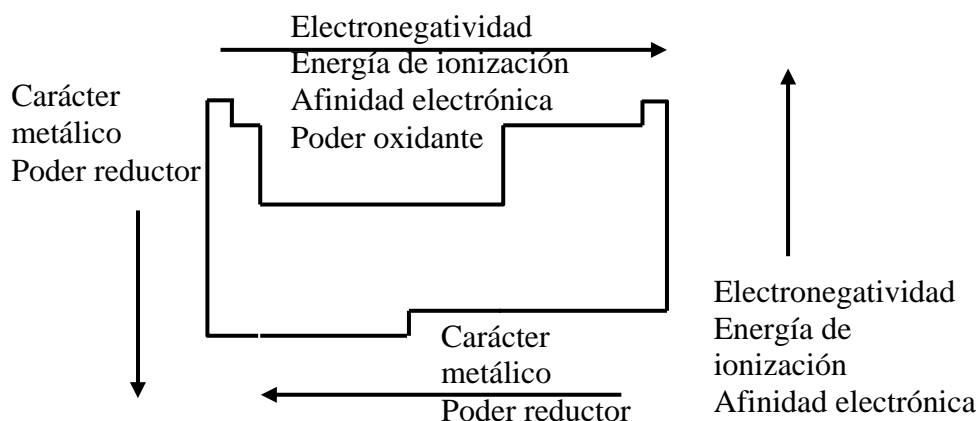 Electronegatividad
Energía de ionización
Afinidad electrónica
Poder oxidante
Carácter
metálico
Poder reductor
Electronegatividad
Energía de
ionización
Afinidad electrónica
Carácter
metálico
Poder reductor